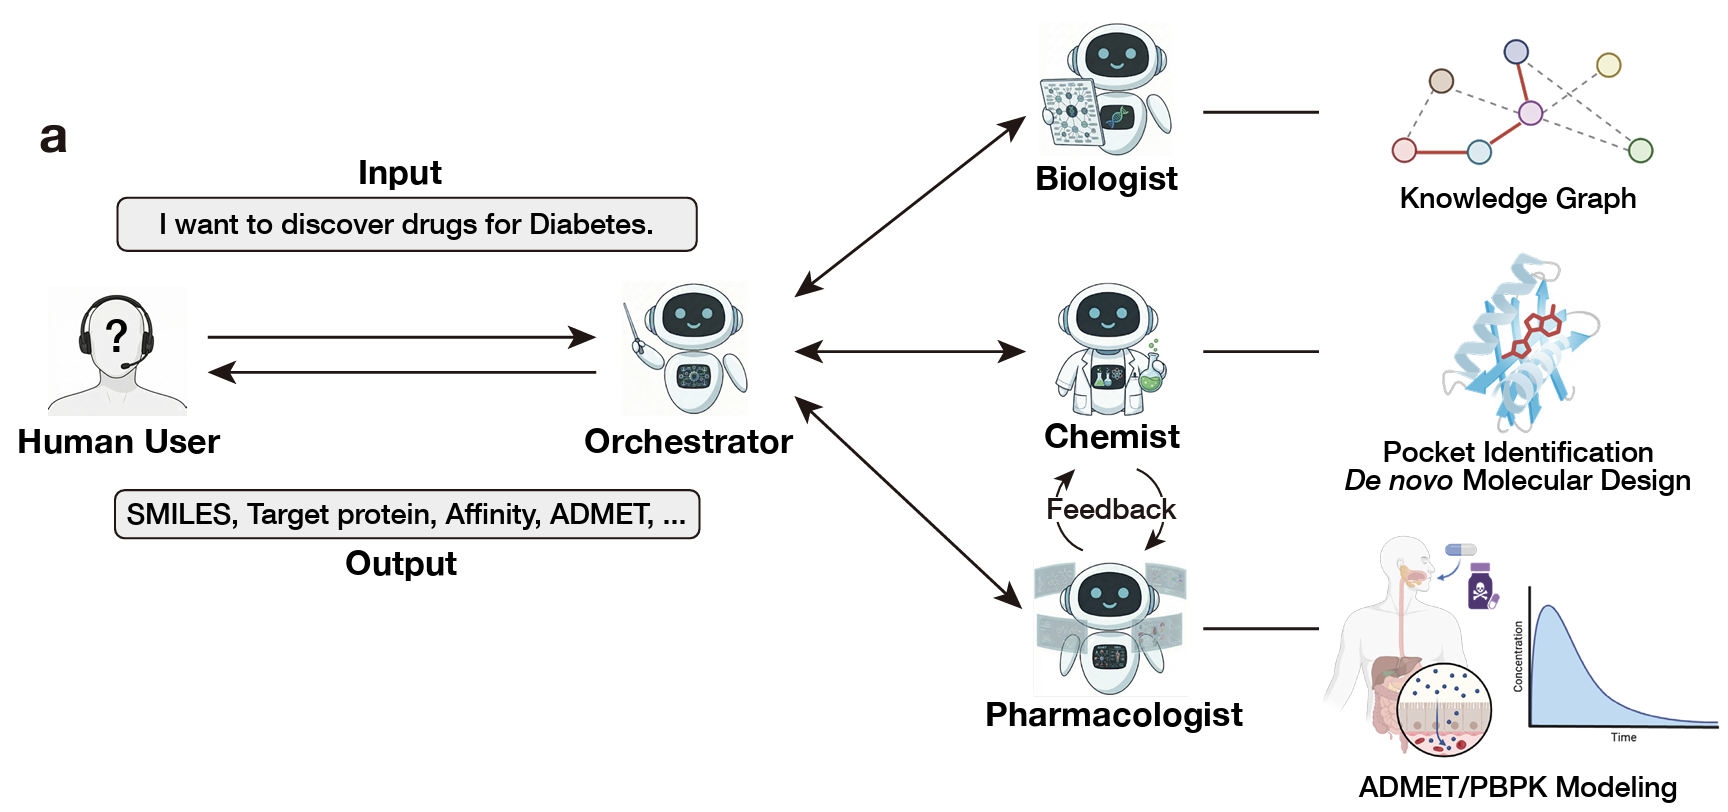 a
Input
I want to discover drugs for Diabetes.
?
Human User
Orchestrator
SMILES, Target protein, Affinity, ADMET, ...
Output
Biologist
Knowledge Graph
Chemist
Pocket Identification
De novo Molecular Design
Feedback
Pharmacologist
Concentration
Time
ADMET/PBPK Modeling